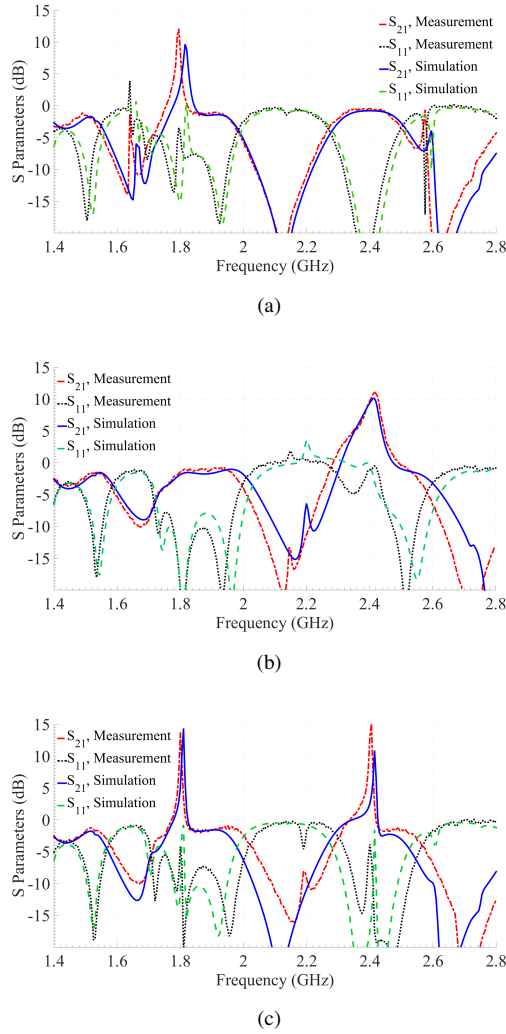 15
10
5
0
-5
-10
-15
S Parameters (dB)
S21, Measurement
S11, Measurement
S21, Simulation
S11, Simulation
1.4 1.6 1.8 2 2.2 2.4 2.6 2.8
Frequency (GHz)
(a)
15
10
5
0
-5
-10
-15
S Parameters (dB)
S21, Measurement
S11, Measurement
S21, Simulation
S11, Simulation
1.4 1.6 1.8 2 2.2 2.4 2.6 2.8
Frequency (GHz)
(b)
15
10
5
0
-5
-10
-15
S Parameters (dB)
S21, Measurement
S11, Measurement
S21, Simulation
S11, Simulation
1.4 1.6 1.8 2 2.2 2.4 2.6 2.8
Frequency (GHz)
(c)